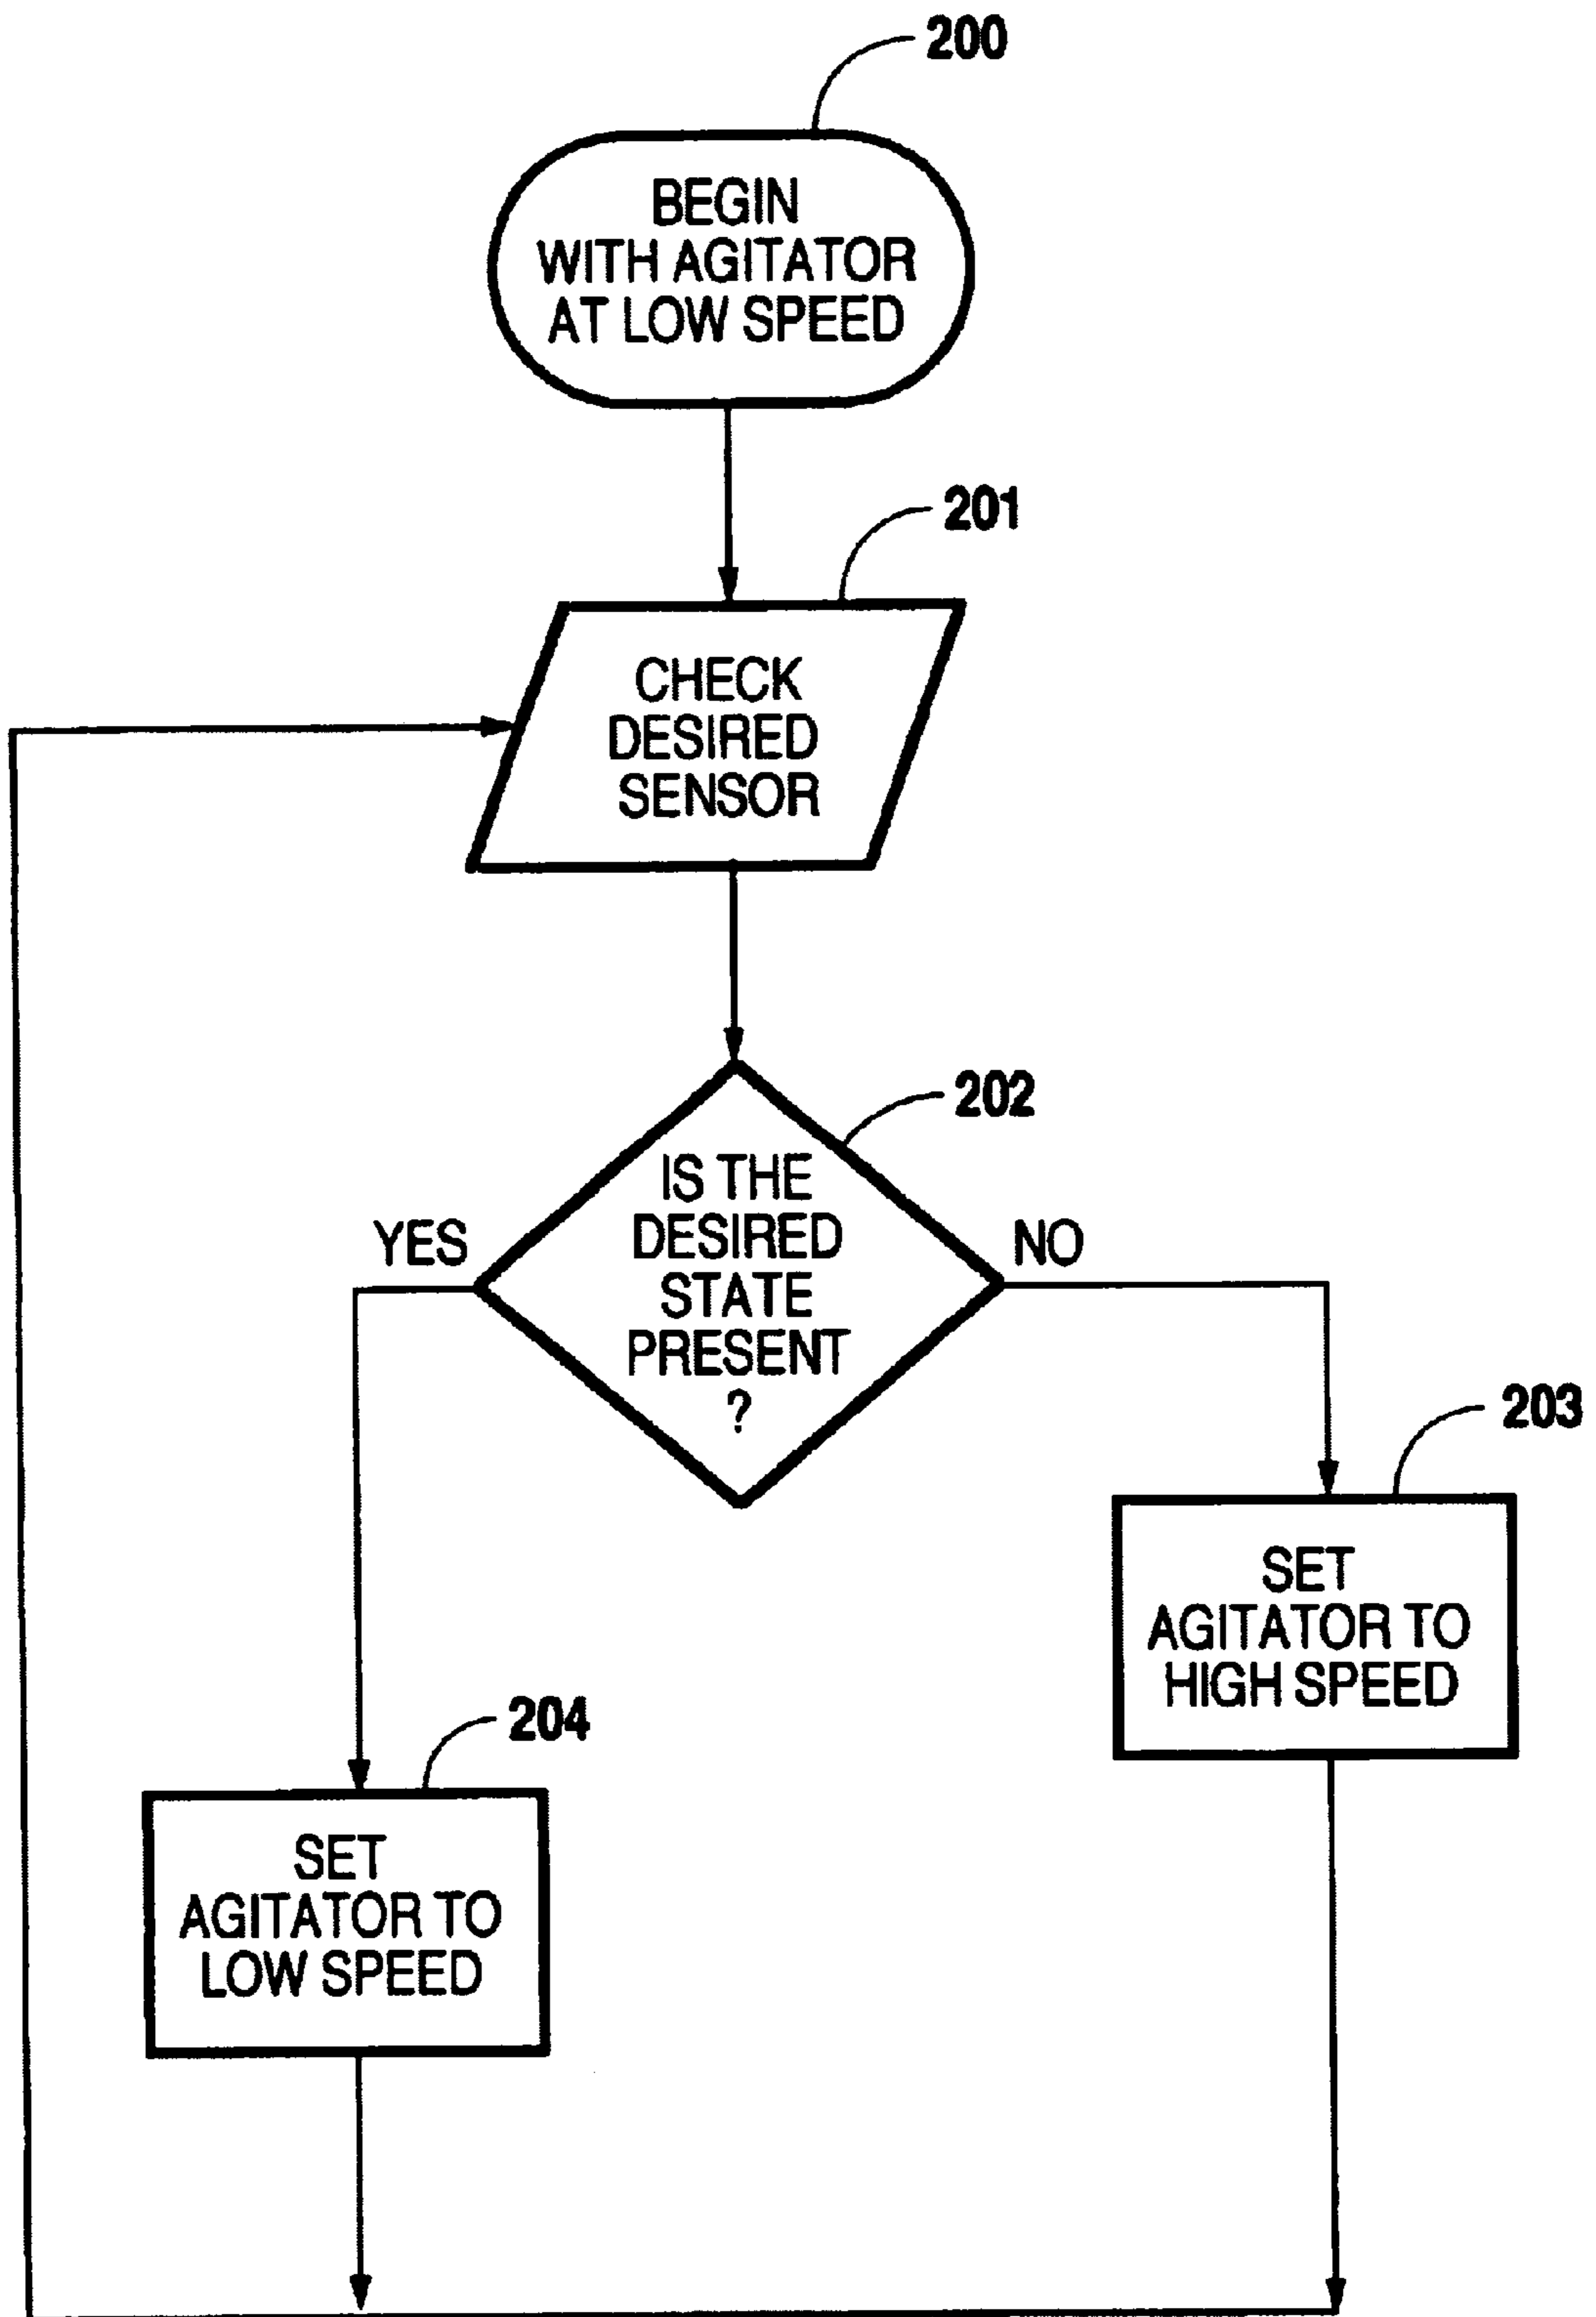 200
BEGIN
WITH AGITATOR
AT LOW SPEED
201
CHECK
DESIRED
SENSOR
202
IS THE
DESIRED
STATE
PRESENT
?
YES
NO
203
SET
AGITATOR TO
HIGH SPEED
204
SET
AGITATOR TO
LOW SPEED